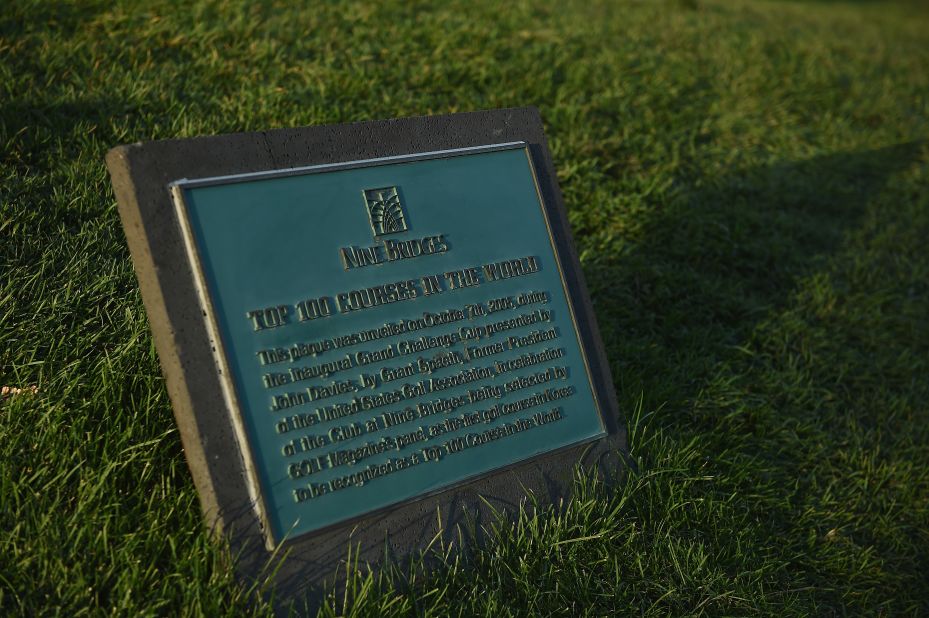 NINE BRIDGES
TOP 100 COURSES IN THE WORLD
This plaque was unveiled on October 7th, 2005, during
the inaugural Grand Challenge Cup presented by
John Davies, by Grant Spaeth, Former President
of the United States Golf Association, in celebration
of the Club at Nine Bridges being selected by
GOLF Magazine's panel, as the first golf course in Korea
to be recognized as a Top 100 Course in the World.